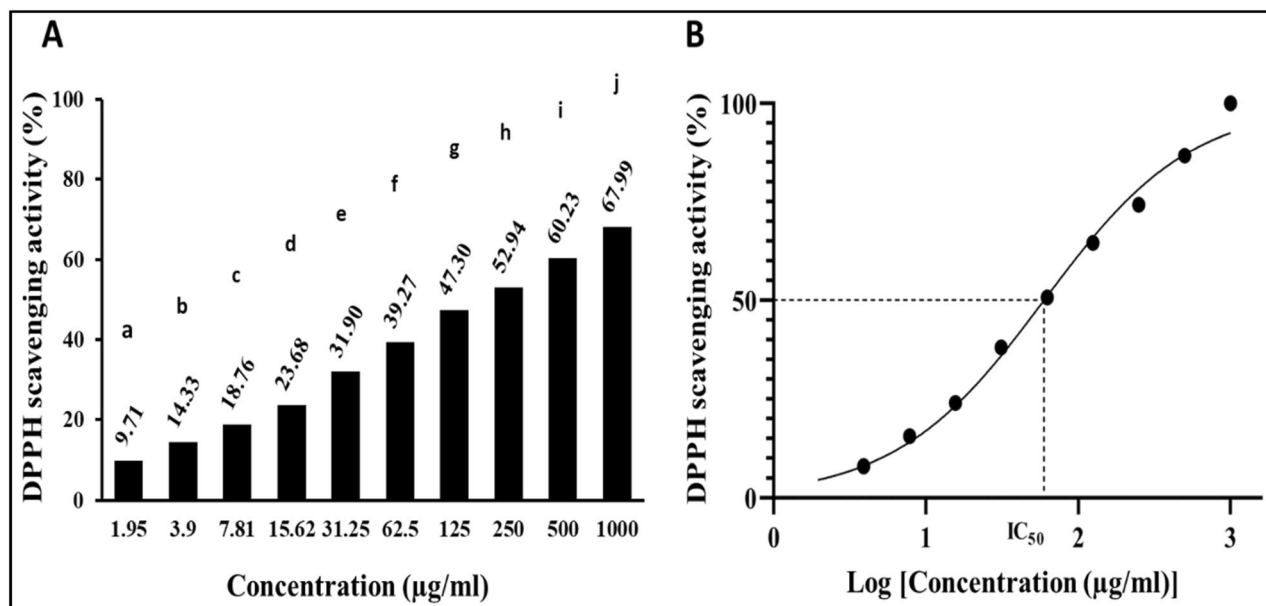 A
DPPH scavenging activity (%)
100
80
60
40
20
0
a
b
c
d
e
f
g
h
i
j
9.71
14.33
18.76
23.68
31.90
39.27
47.30
52.94
60.23
67.99
1.95 3.9 7.81 15.62 31.25 62.5 125 250 500 1000
Concentration (µg/ml)
B
DPPH scavenging activity (%)
100
50
0
0 1 IC50 2 3
Log [Concentration (µg/ml)]